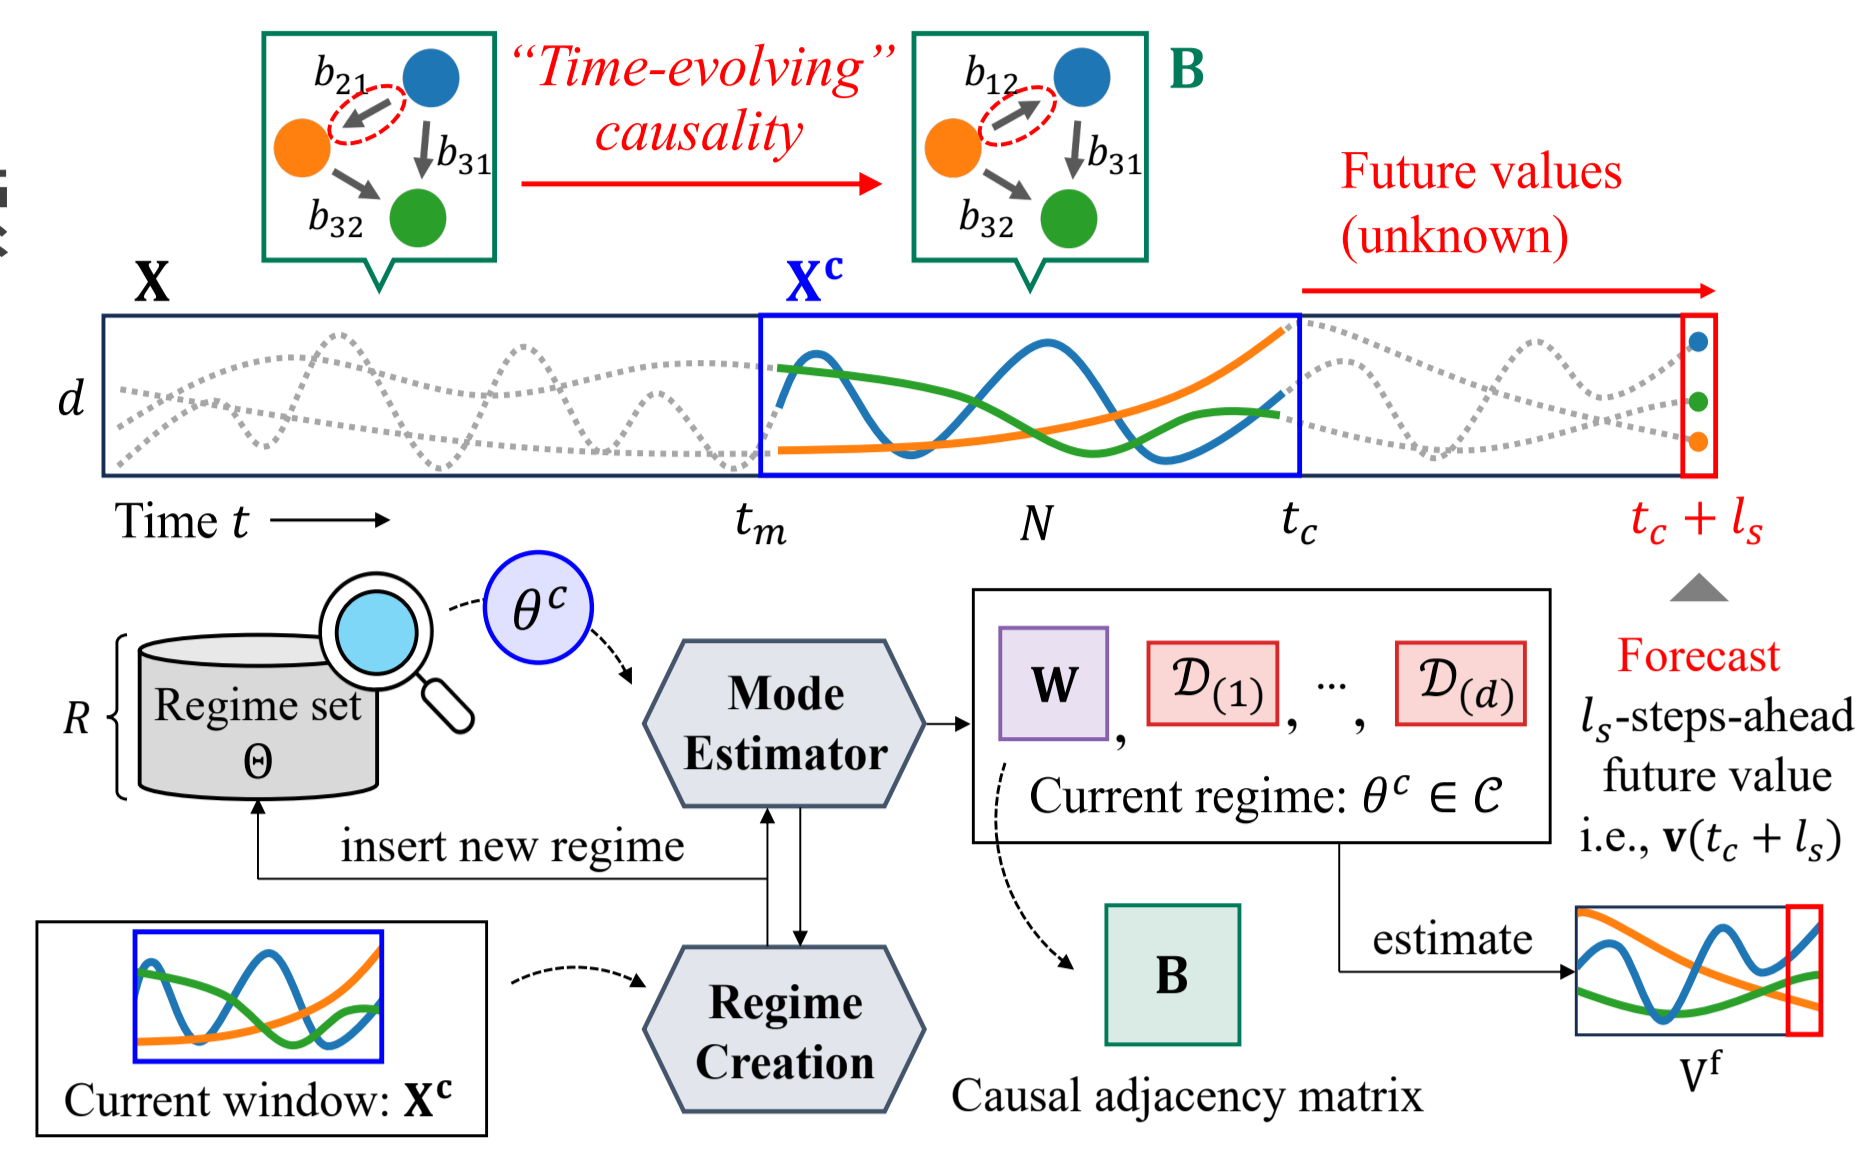 b21
b31
b32
“Time-evolving”
causality
b12
b31
b32
B
Future values
(unknown)
X
Xᶜ
d
Time t
tm
N
tc
tc + ls
θᶜ
R
Regime set
Θ
Mode
Estimator
W , 𝒟(1) , … , 𝒟(d)
Current regime: θᶜ ∈ 𝒞
Forecast
ls-steps-ahead
future value
i.e., v(tc + ls)
insert new regime
Regime
Creation
Current window: Xᶜ
B
Causal adjacency matrix
estimate
Vᶠ